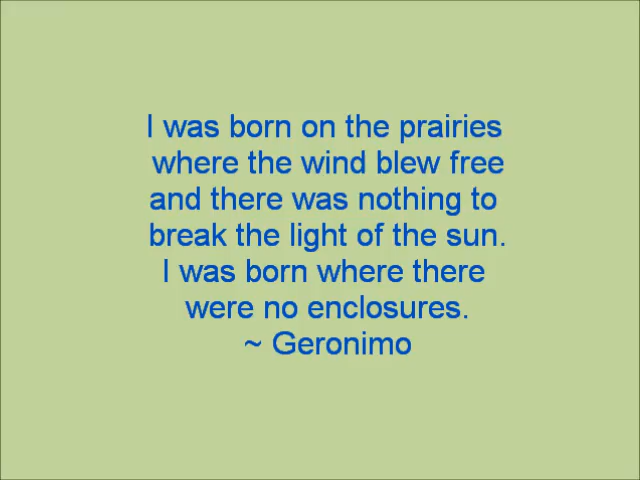 I was born on the prairies
where the wind blew free
and there was nothing to
break the light of the sun.
I was born where there
were no enclosures.
~ Geronimo